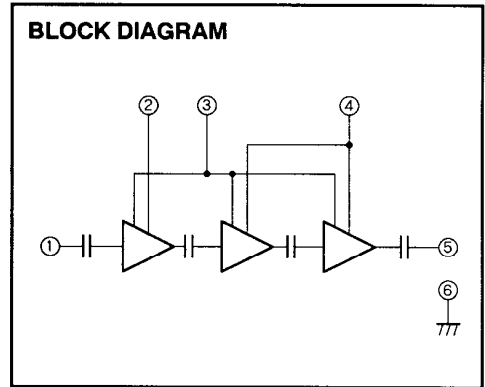 BLOCK DIAGRAM
② ③ ④
① ⑤
⑥